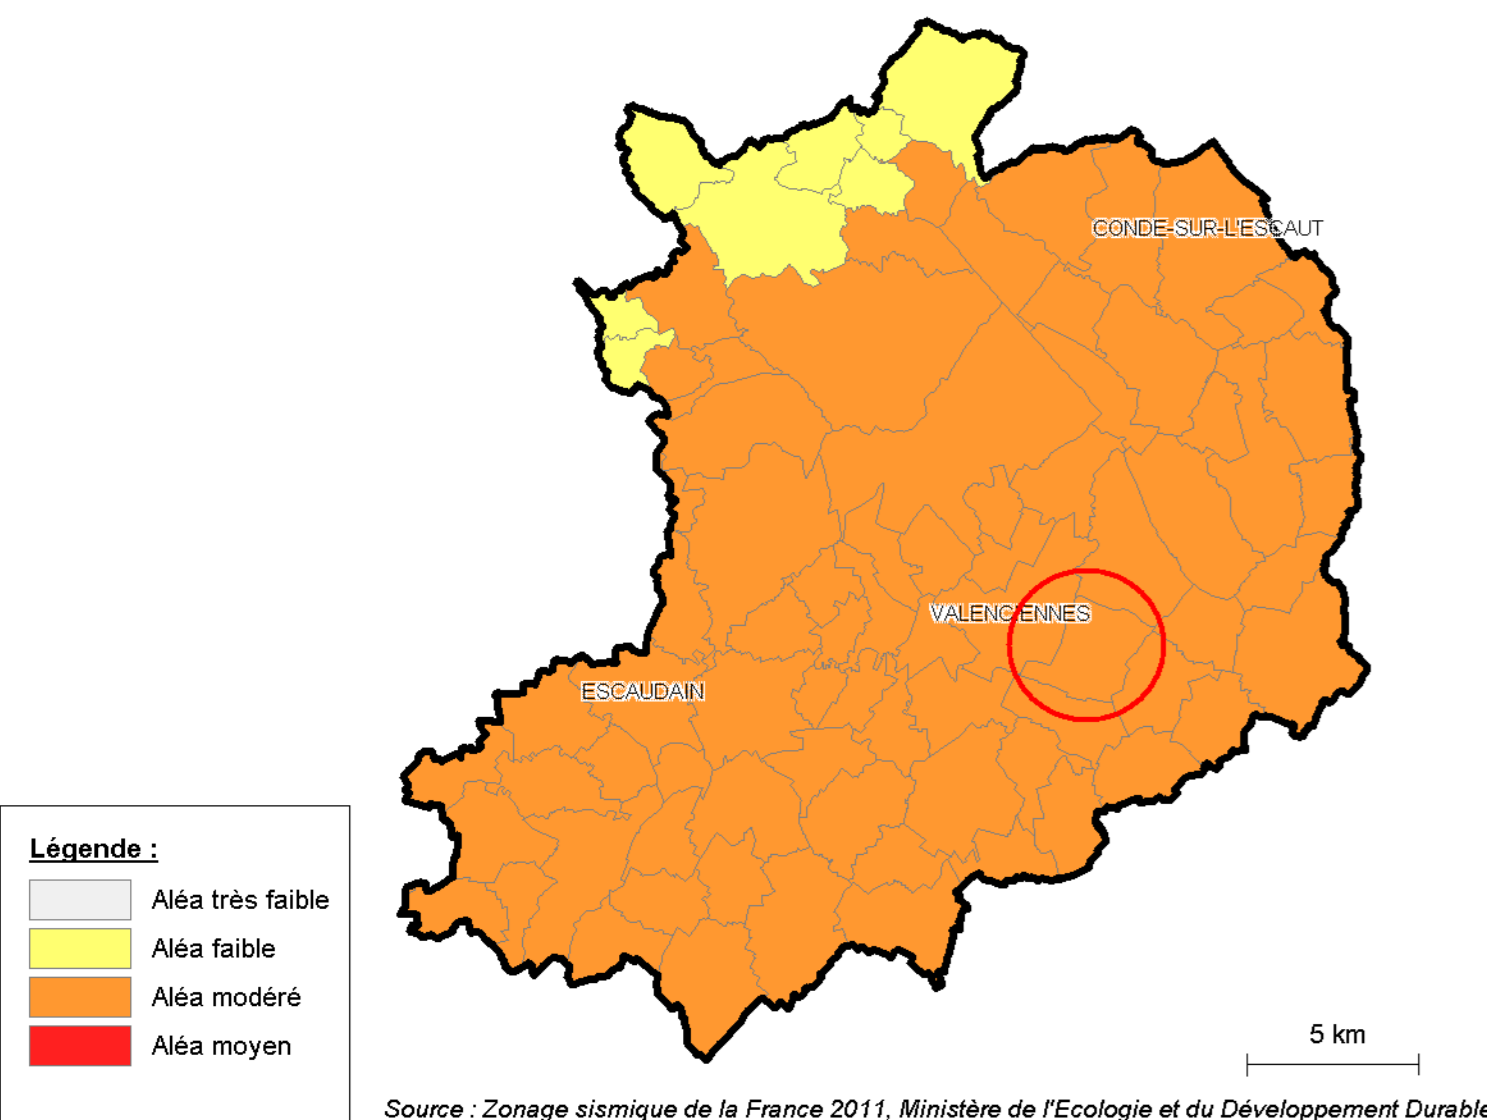 CONDE-SUR-L'ESCAUT
VALENCIENNES
ESCAUDAIN
Légende :
Aléa très faible
Aléa faible
Aléa modéré
Aléa moyen
5 km
Source : Zonage sismique de la France 2011, Ministère de l'Ecologie et du Développement Durable